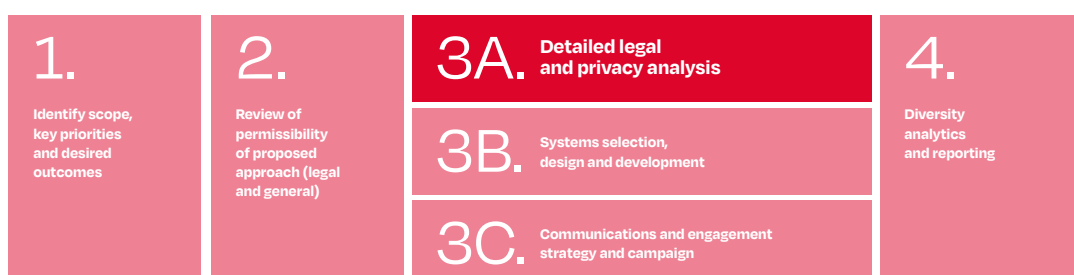 1.
Identify scope,
key priorities
and desired
outcomes
2.
Review of
permissibility
of proposed
approach (legal
and general)
3A.
Detailed legal
and privacy analysis
3B.
Systems selection,
design and development
3C.
Communications and engagement
strategy and campaign
4.
Diversity
analytics
and reporting